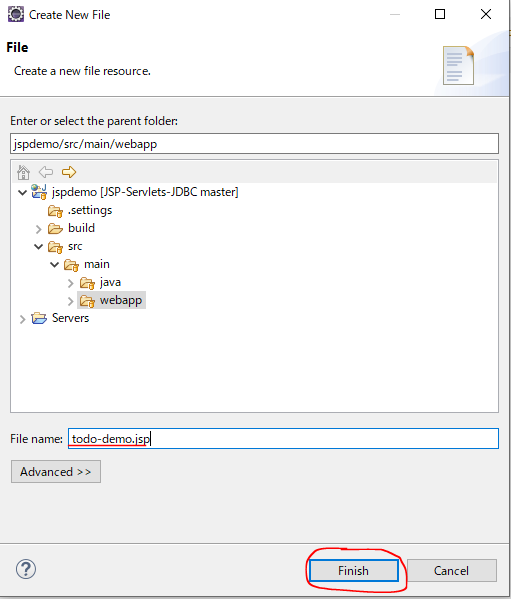 Create New File
File
Create a new file resource.
Enter or select the parent folder:
jspdemo/src/main/webapp
jspdemo [JSP-Servlets-JDBC master]
.settings
build
src
main
java
webapp
Servers
File name: todo-demo.jsp
Advanced >>
? Finish Cancel